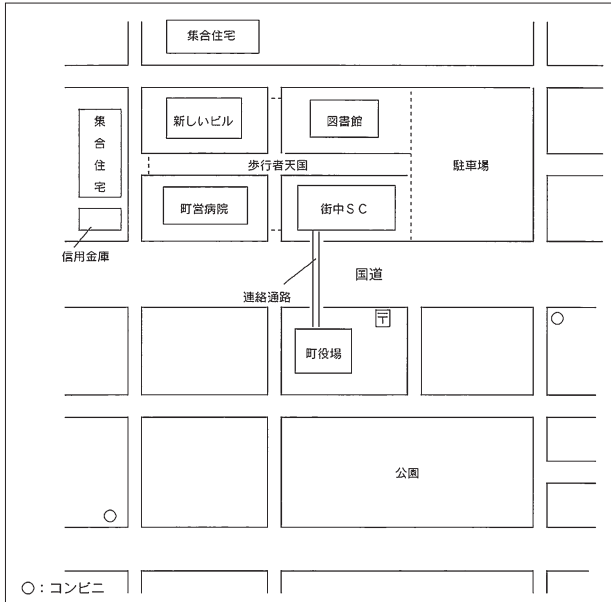 集合住宅
集合住宅
新しいビル
図書館
駐車場
歩行者天国
町営病院
街中ＳＣ
信用金庫
国道
連絡通路
〒
町役場
公園
○：コンビニ